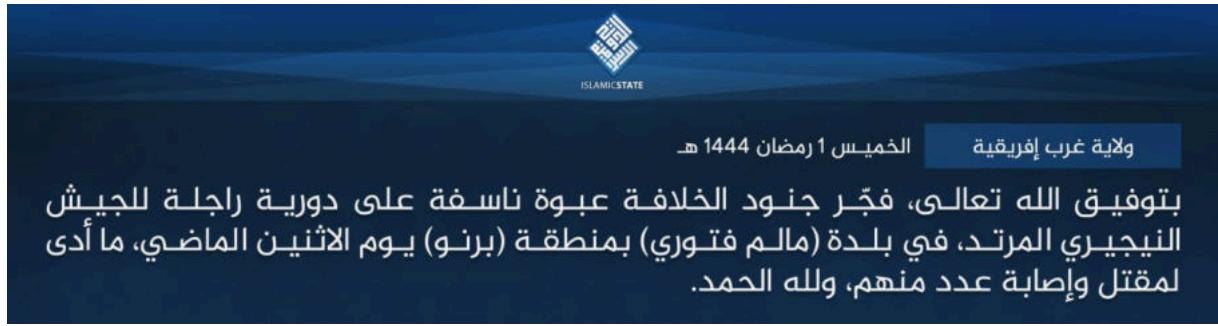 ISLAMIC STATE
ولاية غرب إفريقية
الخميس 1 رمضان 1444 هـ
بتوفيق الله تعالى، فجّر جنود الخلافة عبوة ناسفة على دورية راجلة للجيش
النيجيري المرتد، في بلدة (مالم فتوري) بمنطقة (برنو) يوم الاثنين الماضي، ما أدى
لمقتل وإصابة عدد منهم، ولله الحمد.